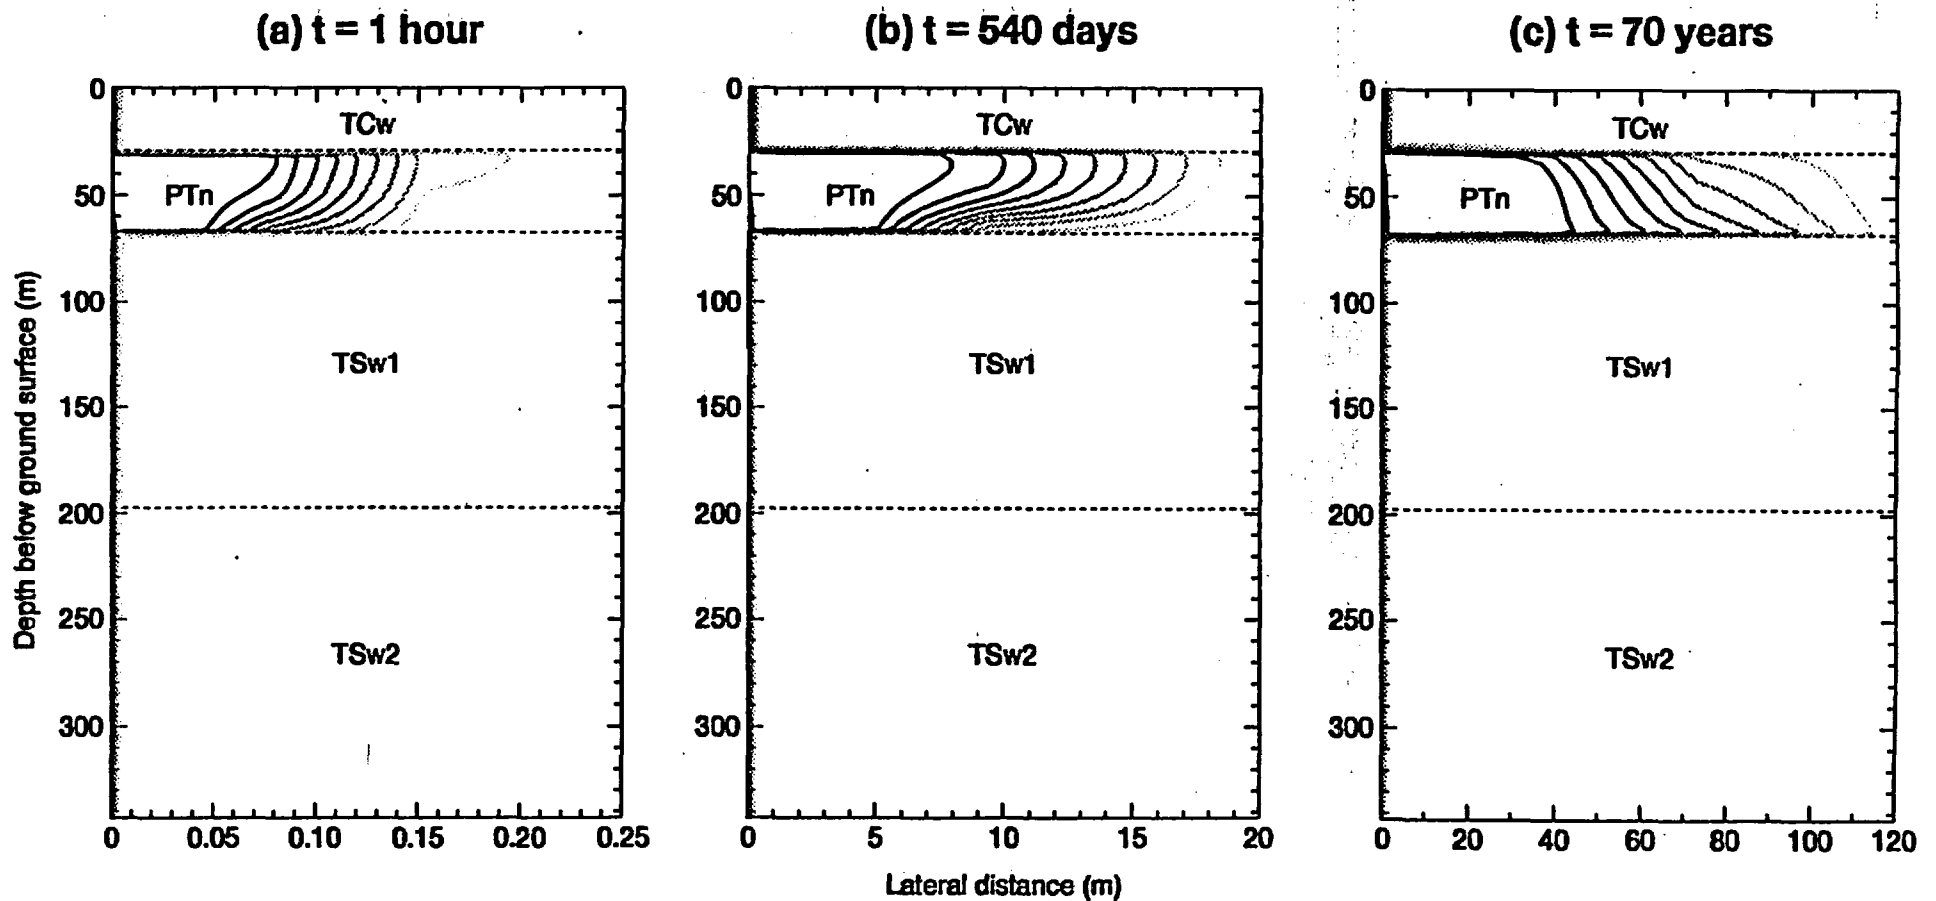 (a) t = 1 hour
(b) t = 540 days
(c) t = 70 years
Depth below ground surface (m)
0
50
100
150
200
250
300
TCw
PTn
TSw1
TSw2
0 0.05 0.10 0.15 0.20 0.25
0
50
100
150
200
250
300
TCw
PTn
TSw1
TSw2
0 5 10 15 20
0
50
100
150
200
250
300
TCw
PTn
TSw1
TSw2
0 20 40 60 80 100 120
Lateral distance (m)